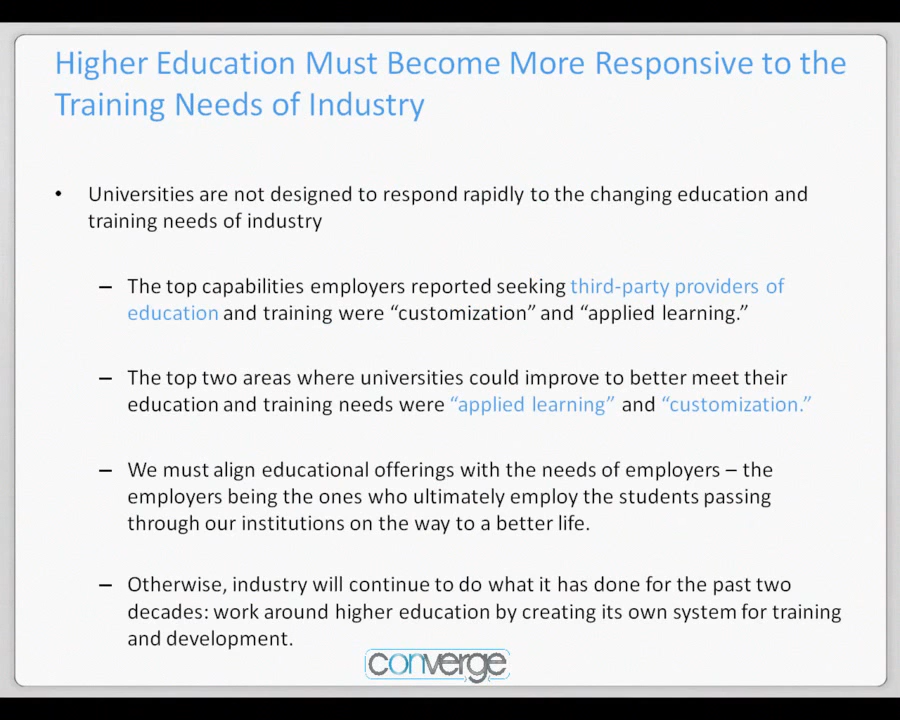 Higher Education Must Become More Responsive to the
Training Needs of Industry
• Universities are not designed to respond rapidly to the changing education and
training needs of industry
– The top capabilities employers reported seeking third-party providers of
education and training were “customization” and “applied learning.”
– The top two areas where universities could improve to better meet their
education and training needs were “applied learning” and “customization.”
– We must align educational offerings with the needs of employers – the
employers being the ones who ultimately employ the students passing
through our institutions on the way to a better life.
– Otherwise, industry will continue to do what it has done for the past two
decades: work around higher education by creating its own system for training
and development.
converge